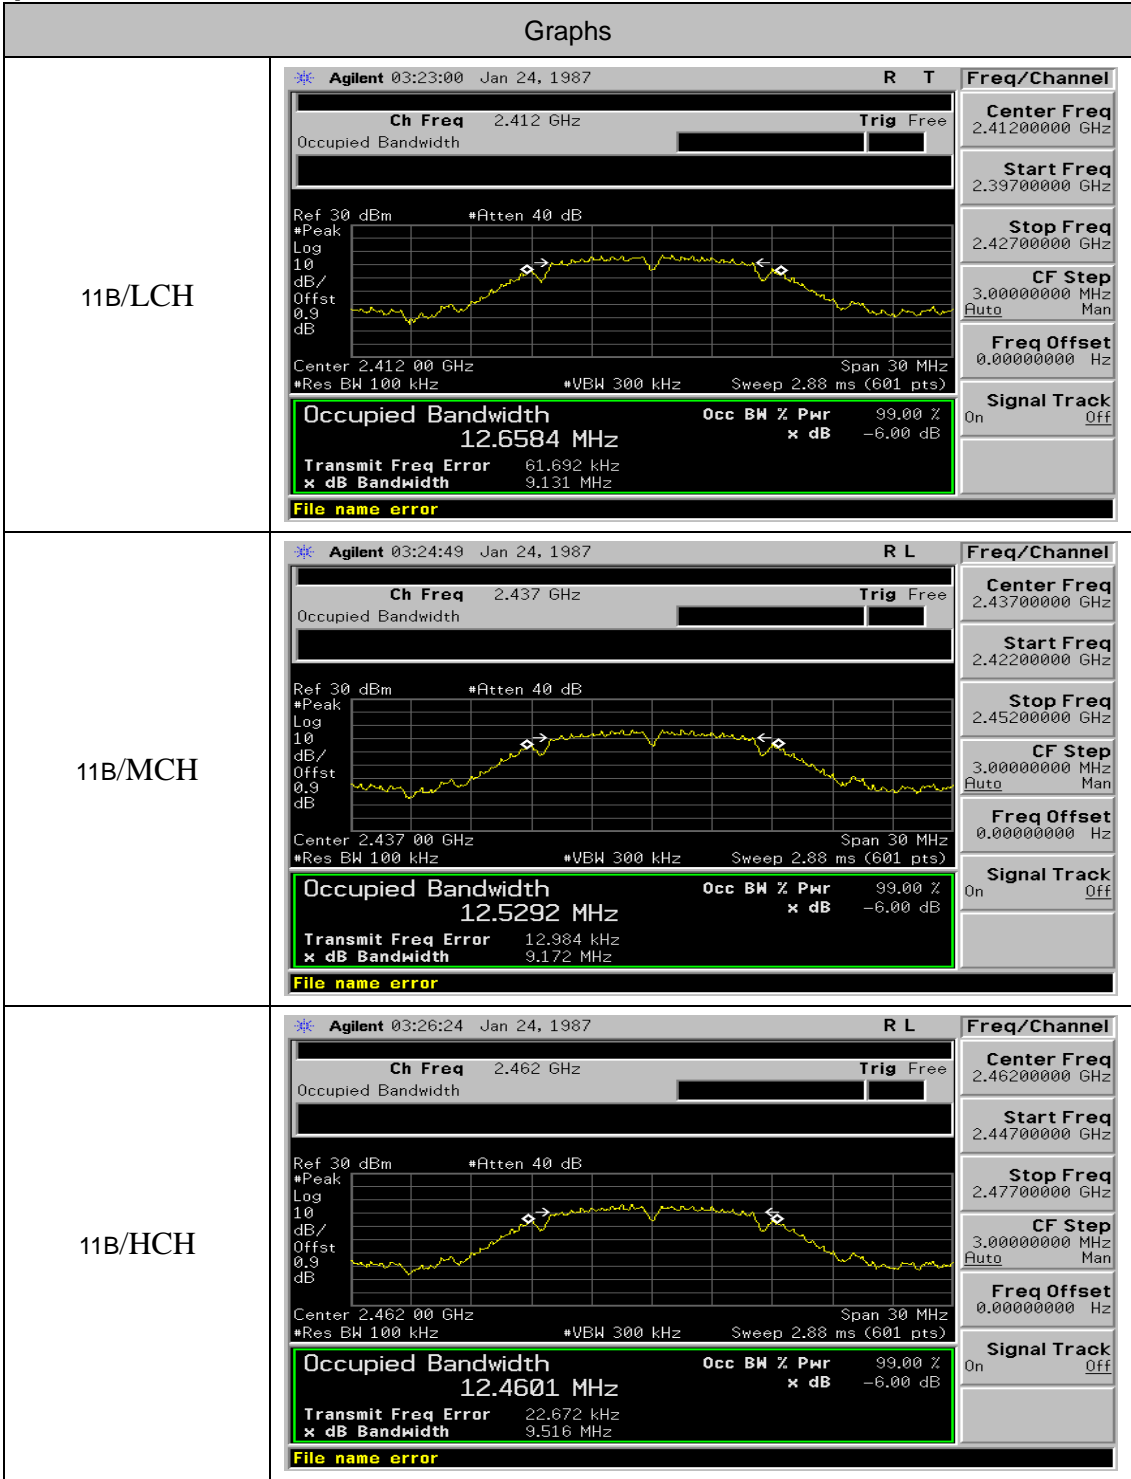 Graphs
11B/LCH
Agilent 03:23:00 Jan 24, 1987 R T
Freq/Channel
Ch Freq 2.412 GHz Trig Free
Occupied Bandwidth
Center Freq
2.41200000 GHz
Start Freq
2.39700000 GHz
Stop Freq
2.42700000 GHz
CF Step
3.00000000 MHz
Auto Man
Freq Offset
0.00000000 Hz
Signal Track
On Off
Ref 30 dBm #Atten 40 dB
#Peak
Log
10
dB/
Offst
0.9
dB
Center 2.412 00 GHz Span 30 MHz
#Res BW 100 kHz #VBW 300 kHz Sweep 2.88 ms (601 pts)
Occupied Bandwidth Occ BW % Pwr 99.00 %
12.6584 MHz x dB -6.00 dB
Transmit Freq Error 61.692 kHz
x dB Bandwidth 9.131 MHz
File name error
11B/MCH
Agilent 03:24:49 Jan 24, 1987 R L
Freq/Channel
Ch Freq 2.437 GHz Trig Free
Occupied Bandwidth
Center Freq
2.43700000 GHz
Start Freq
2.42200000 GHz
Stop Freq
2.45200000 GHz
CF Step
3.00000000 MHz
Auto Man
Freq Offset
0.00000000 Hz
Signal Track
On Off
Ref 30 dBm #Atten 40 dB
#Peak
Log
10
dB/
Offst
0.9
dB
Center 2.437 00 GHz Span 30 MHz
#Res BW 100 kHz #VBW 300 kHz Sweep 2.88 ms (601 pts)
Occupied Bandwidth Occ BW % Pwr 99.00 %
12.5292 MHz x dB -6.00 dB
Transmit Freq Error 12.984 kHz
x dB Bandwidth 9.172 MHz
File name error
11B/HCH
Agilent 03:26:24 Jan 24, 1987 R L
Freq/Channel
Ch Freq 2.462 GHz Trig Free
Occupied Bandwidth
Center Freq
2.46200000 GHz
Start Freq
2.44700000 GHz
Stop Freq
2.47700000 GHz
CF Step
3.00000000 MHz
Auto Man
Freq Offset
0.00000000 Hz
Signal Track
On Off
Ref 30 dBm #Atten 40 dB
#Peak
Log
10
dB/
Offst
0.9
dB
Center 2.462 00 GHz Span 30 MHz
#Res BW 100 kHz #VBW 300 kHz Sweep 2.88 ms (601 pts)
Occupied Bandwidth Occ BW % Pwr 99.00 %
12.4601 MHz x dB -6.00 dB
Transmit Freq Error 22.672 kHz
x dB Bandwidth 9.516 MHz
File name error